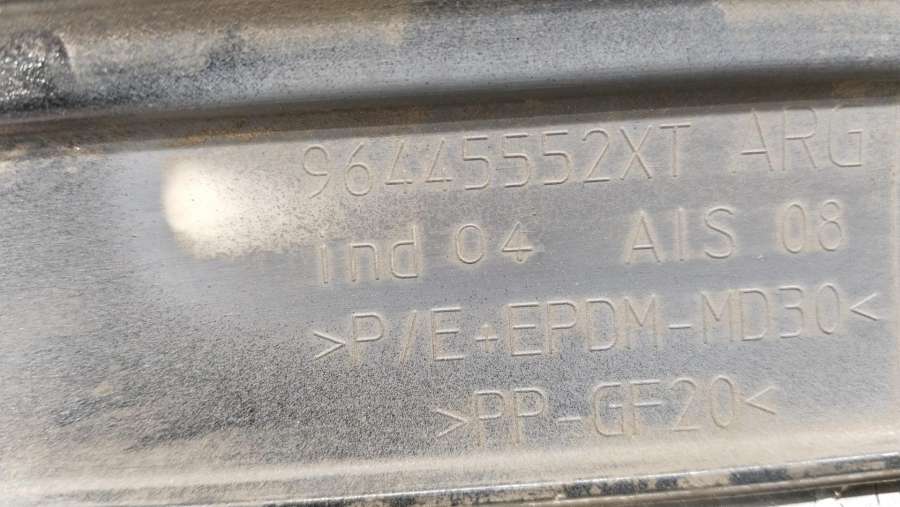 96445552XT ARG
ind 04 AIS 08
>P/E+EPDM-MD30<
>PP-GF20<